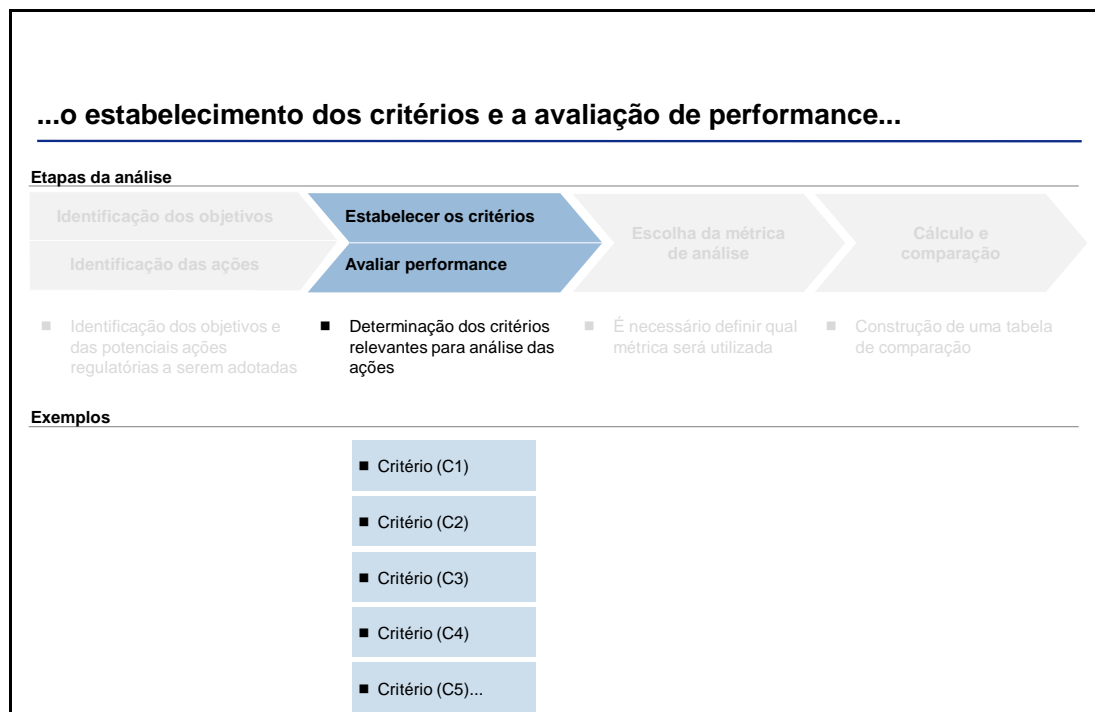 ...o estabelecimento dos critérios e a avaliação de performance...
Etapas da análise
Identificação dos objetivos
Identificação das ações
Estabelecer os critérios
Avaliar performance
Escolha da métrica
de análise
Cálculo e
comparação
■ Identificação dos objetivos e
das potenciais ações
regulatórias a serem adotadas
■ Determinação dos critérios
relevantes para análise das
ações
■ É necessário definir qual
métrica será utilizada
■ Construção de uma tabela
de comparação
Exemplos
■ Critério (C1)
■ Critério (C2)
■ Critério (C3)
■ Critério (C4)
■ Critério (C5)...